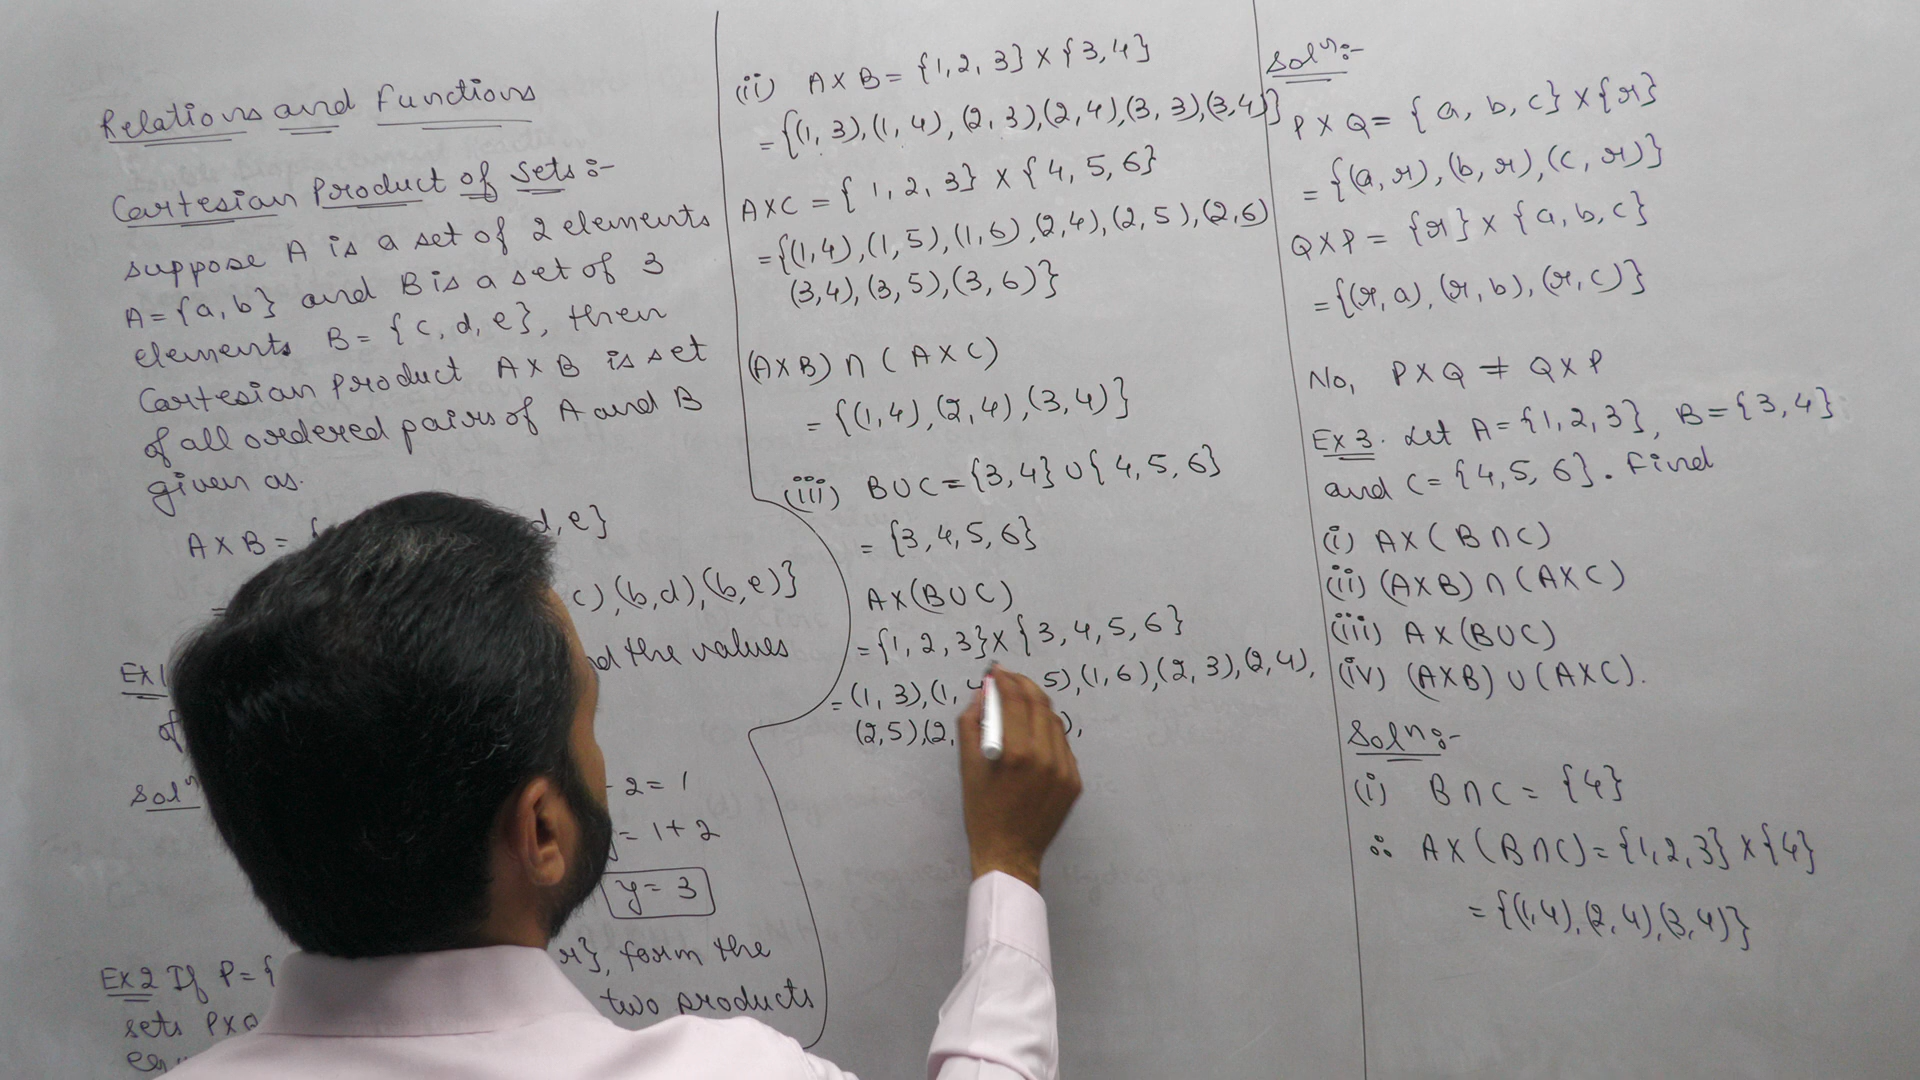 Relations and Functions
Cartesian Product of Sets :-
suppose A is a set of 2 elements
A = {a, b} and B is a set of 3
elements B = {c, d, e}, then
Cartesian Product A X B is set
of all ordered pairs of A and B
given as.
A X B = { d, e}
= c), (b, d), (b, e)}
Ex 1 nd the values
of
Soln - 2 = 1
y = 1 + 2
y = 3
Ex 2 If P = { r}, form the
sets P X Q two products
(ii) A X B = {1, 2, 3} X {3, 4}
= {(1, 3), (1, 4), (2, 3), (2, 4), (3, 3), (3, 4)}
A X C = {1, 2, 3} X {4, 5, 6}
= {(1, 4), (1, 5), (1, 6), (2, 4), (2, 5), (2, 6)
(3, 4), (3, 5), (3, 6)}
(A X B) ∩ (A X C)
= {(1, 4), (2, 4), (3, 4)}
(iii) B ∪ C = {3, 4} ∪ {4, 5, 6}
= {3, 4, 5, 6}
A X (B ∪ C)
= {1, 2, 3} X {3, 4, 5, 6}
= (1, 3), (1, 4 5), (1, 6), (2, 3), (2, 4),
(2, 5), (2, ),
Soln :-
P X Q = {a, b, c} X {r}
= {(a, r), (b, r), (c, r)}
Q X P = {r} X {a, b, c}
= {(r, a), (r, b), (r, c)}
No, P X Q ≠ Q X P
Ex 3. Let A = {1, 2, 3}, B = {3, 4}
and C = {4, 5, 6}. Find
(i) A X (B ∩ C)
(ii) (A X B) ∩ (A X C)
(iii) A X (B ∪ C)
(iv) (A X B) ∪ (A X C).
Soln :-
(i) B ∩ C = {4}
∴ A X (B ∩ C) = {1, 2, 3} X {4}
= {(1, 4), (2, 4), (3, 4)}